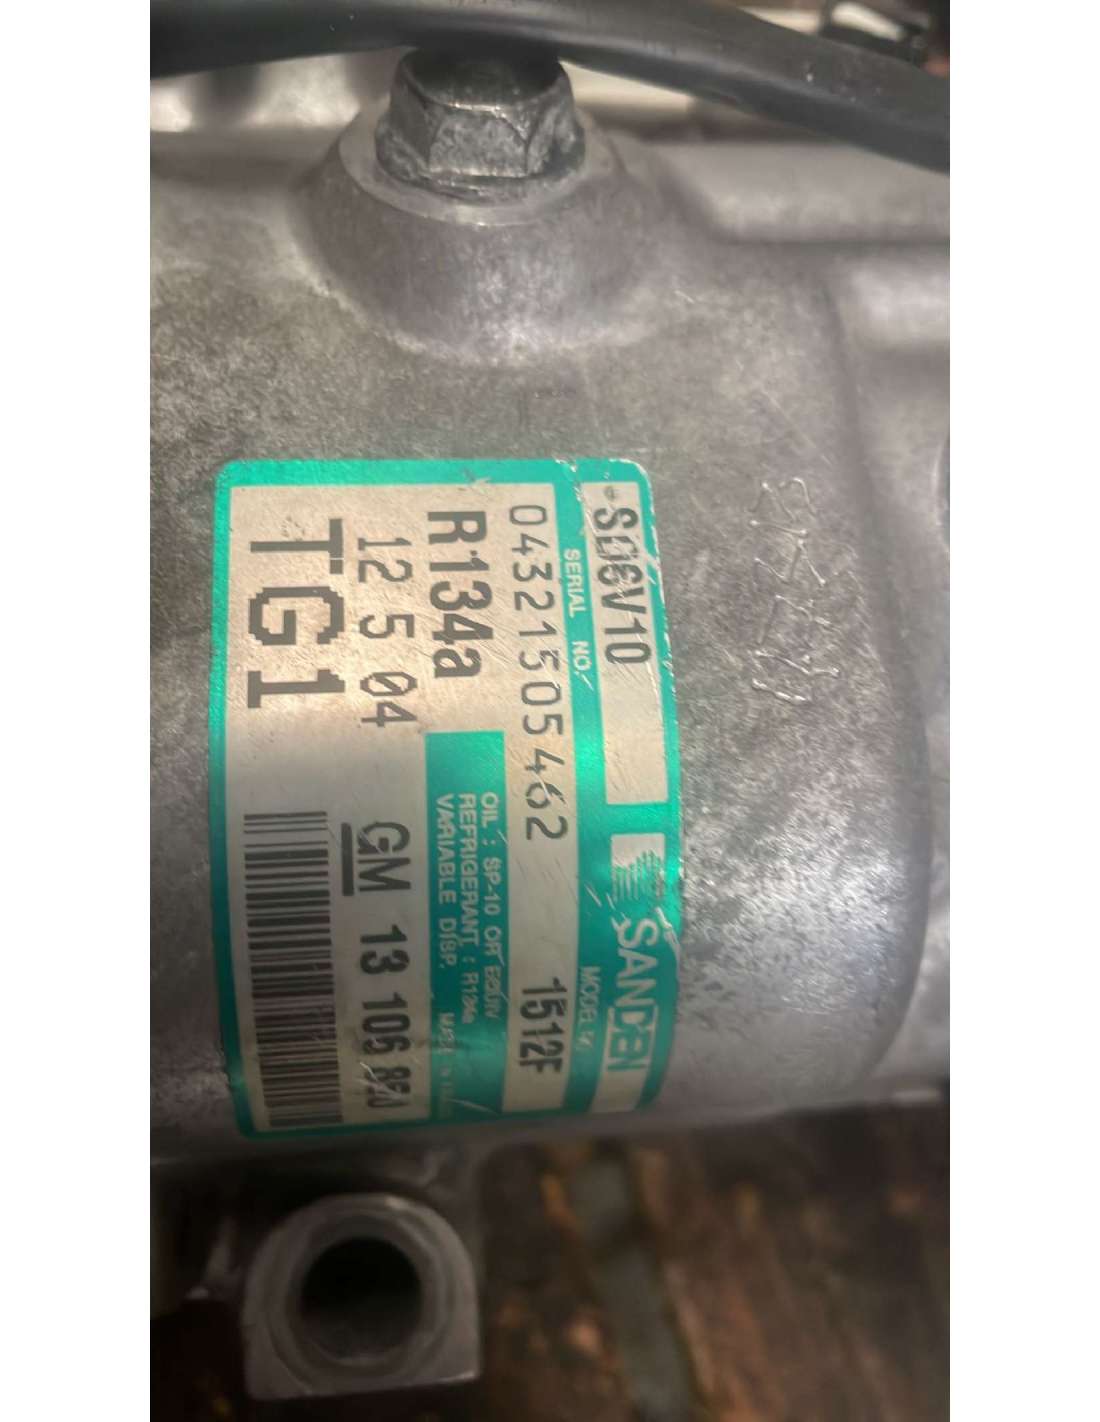 SD6V10
SANDEN
SERIAL NO.
MODEL NO.
04321505462
1512F
R134a
OIL : SP-10 OR EQUIV
REFRIGERANT : R134a
VARIABLE DISP.
12 5 04
GM 13 106 850
TG1